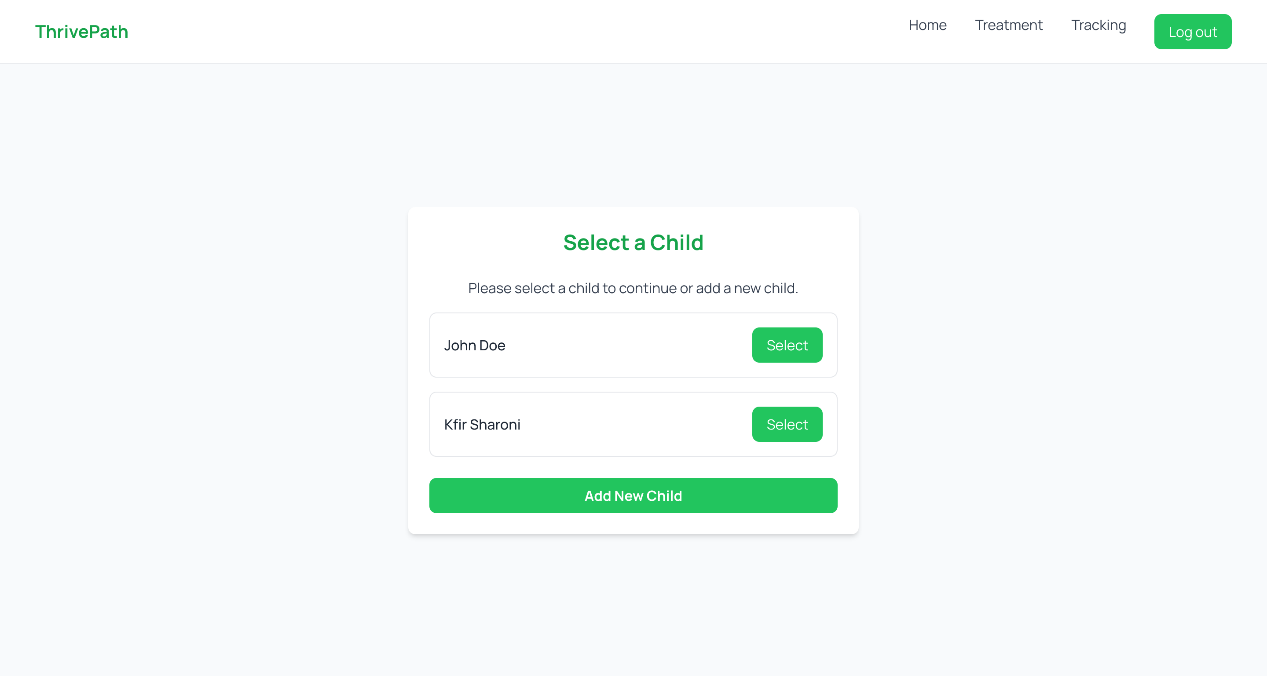 ThrivePath
Home Treatment Tracking Log out
Select a Child
Please select a child to continue or add a new child.
John Doe Select
Kfir Sharoni Select
Add New Child